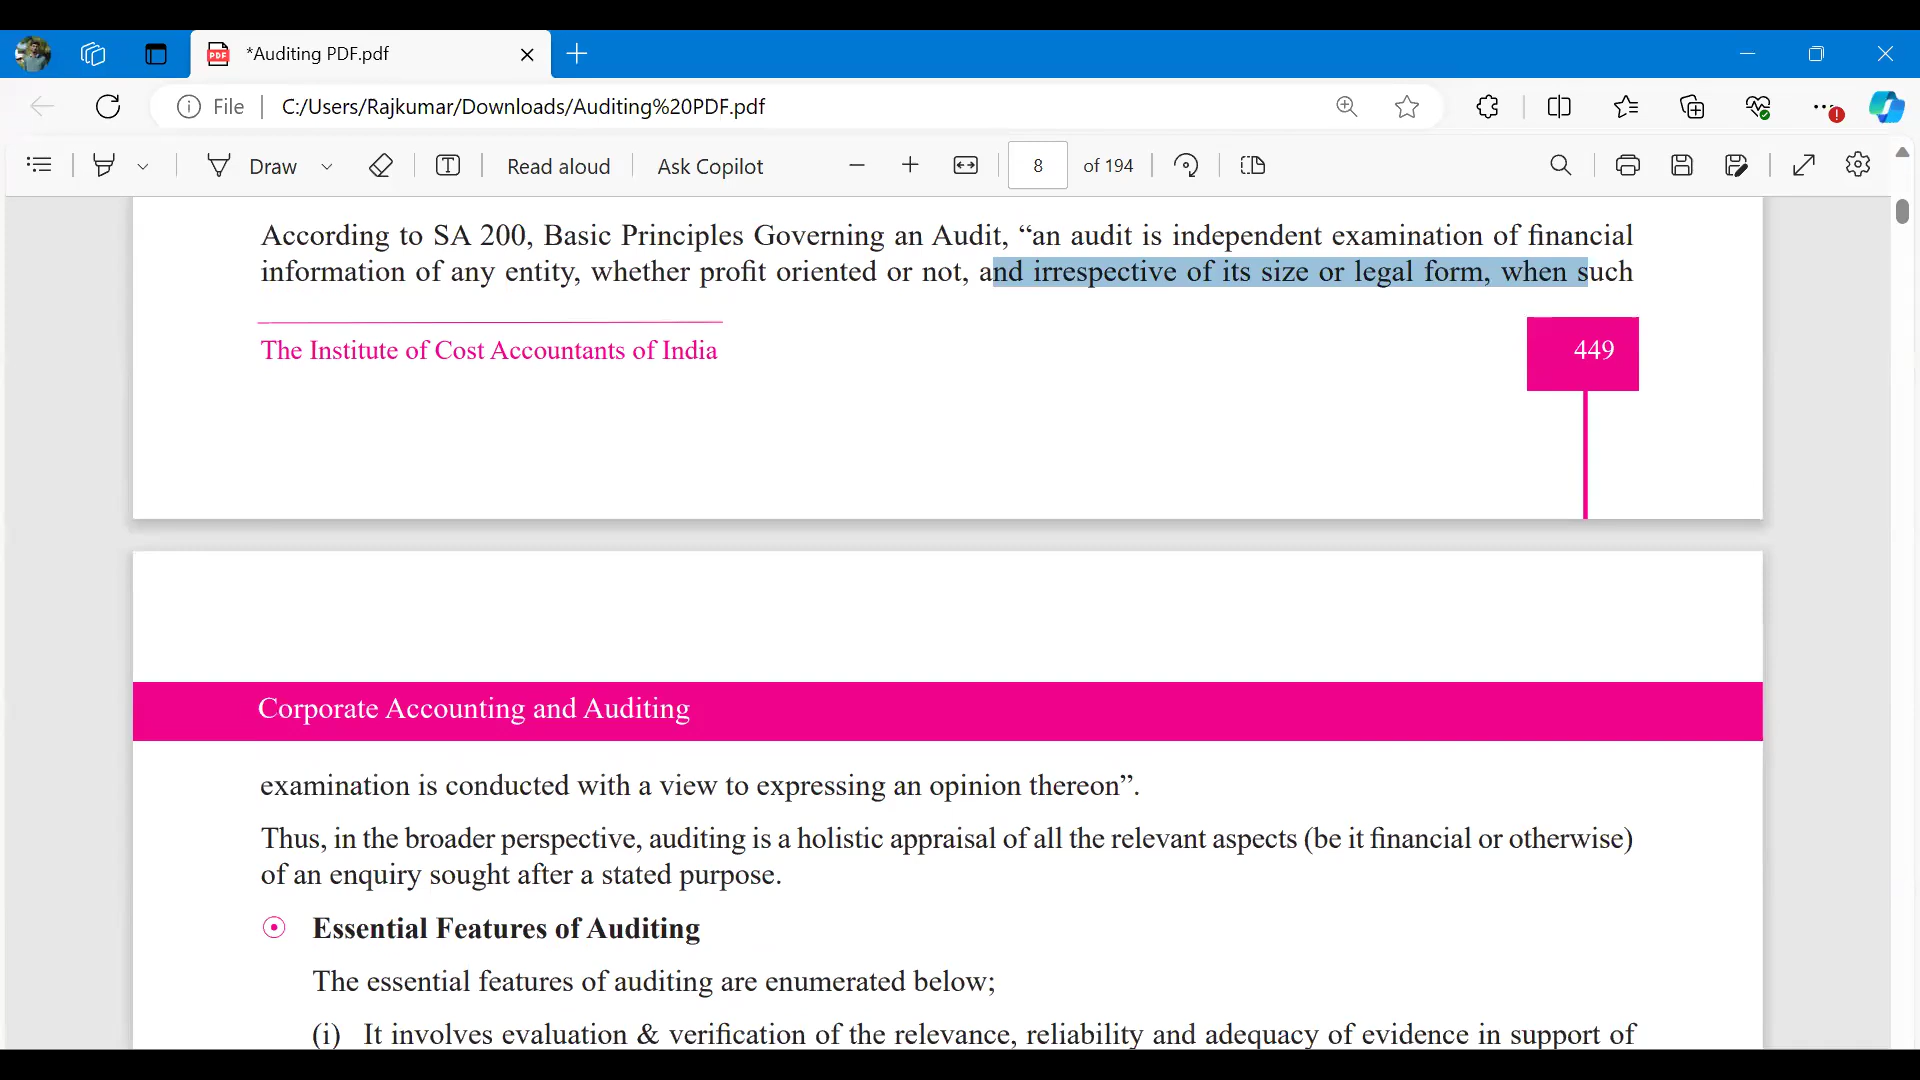 *Auditing PDF.pdf
File
C:/Users/Rajkumar/Downloads/Auditing%20PDF.pdf
Draw
Read aloud
Ask Copilot
8 of 194
According to SA 200, Basic Principles Governing an Audit, “an audit is independent examination of financial
information of any entity, whether profit oriented or not, and irrespective of its size or legal form, when such
The Institute of Cost Accountants of India
449
Corporate Accounting and Auditing
examination is conducted with a view to expressing an opinion thereon”.
Thus, in the broader perspective, auditing is a holistic appraisal of all the relevant aspects (be it financial or otherwise)
of an enquiry sought after a stated purpose.
Essential Features of Auditing
The essential features of auditing are enumerated below;
(i) It involves evaluation & verification of the relevance, reliability and adequacy of evidence in support of